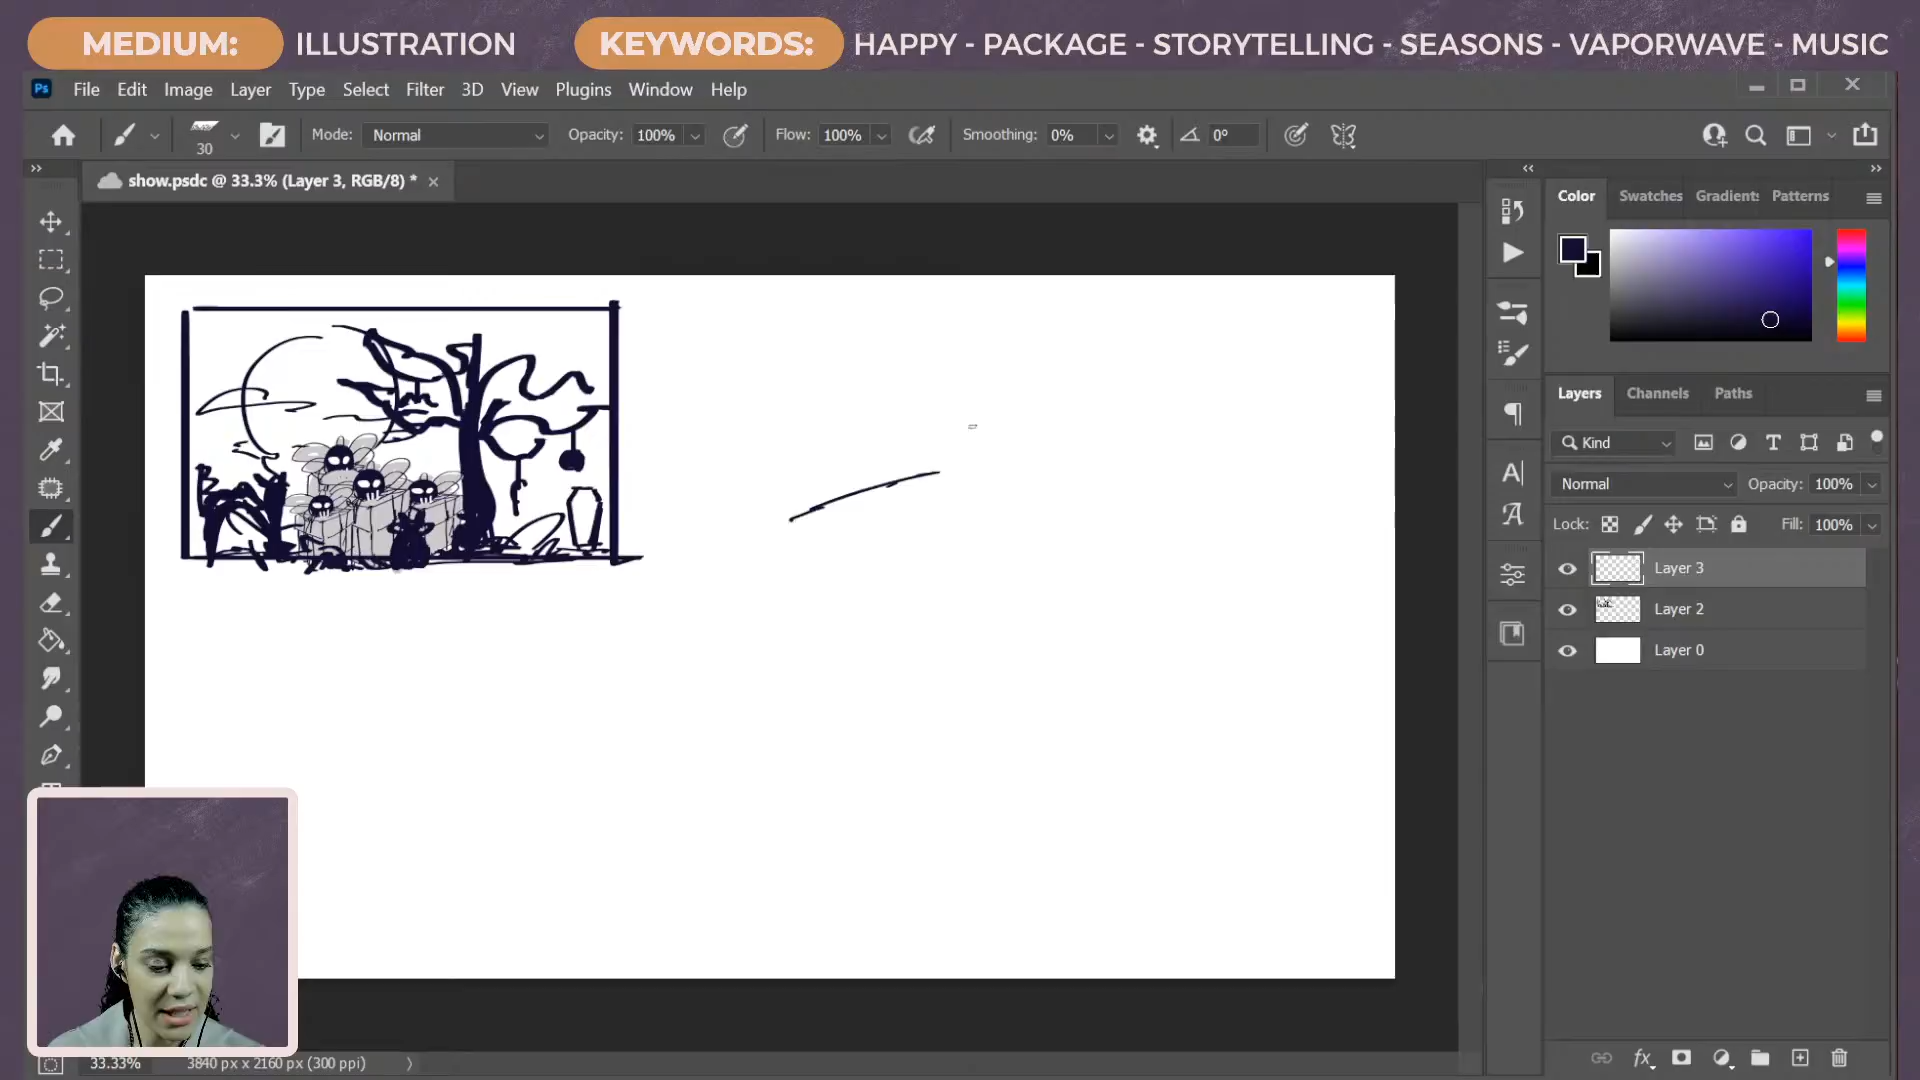 MEDIUM: ILLUSTRATION KEYWORDS: HAPPY - PACKAGE - STORYTELLING - SEASONS - VAPORWAVE - MUSIC
Ps File Edit Image Layer Type Select Filter 3D View Plugins Window Help
30 Mode: Normal Opacity: 100% Flow: 100% Smoothing: 0% 0°
show.psdc @ 33.3% (Layer 3, RGB/8) *
Color Swatches Gradients Patterns
Layers Channels Paths
Kind
Normal Opacity: 100%
Lock: Fill: 100%
Layer 3
Layer 2
Layer 0
33.33% 3840 px x 2160 px (300 ppi)
fx